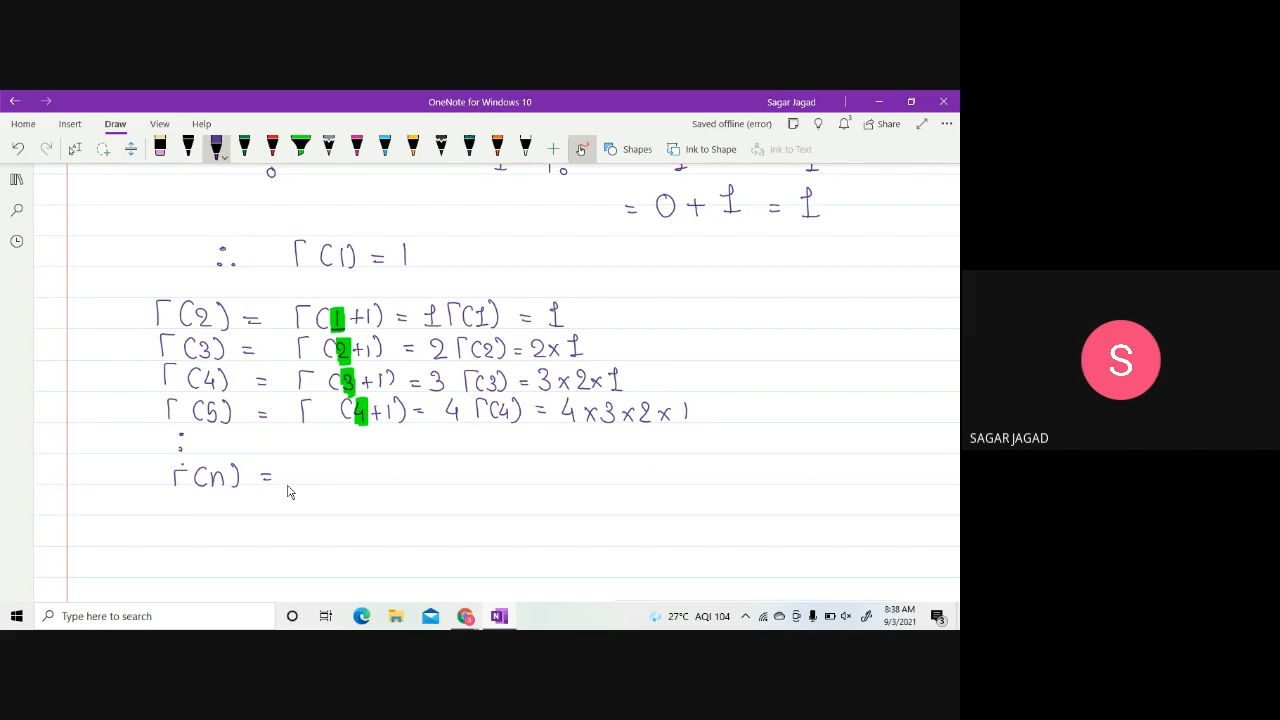 OneNote for Windows 10
Sagar Jagad
Home Insert Draw View Help
Saved offline (error)
Share
Shapes
Ink to Shape
Ink to Text
= 0 + 1 = 1
∴ Γ(1) = 1
Γ(2) = Γ(1+1) = 1 Γ(1) = 1
Γ(3) = Γ(2+1) = 2 Γ(2) = 2×1
Γ(4) = Γ(3+1) = 3 Γ(3) = 3×2×1
Γ(5) = Γ(4+1) = 4 Γ(4) = 4×3×2×1
⋮
Γ(n) =
S
SAGAR JAGAD
Type here to search
27°C AQI 104
8:38 AM
9/3/2021
3